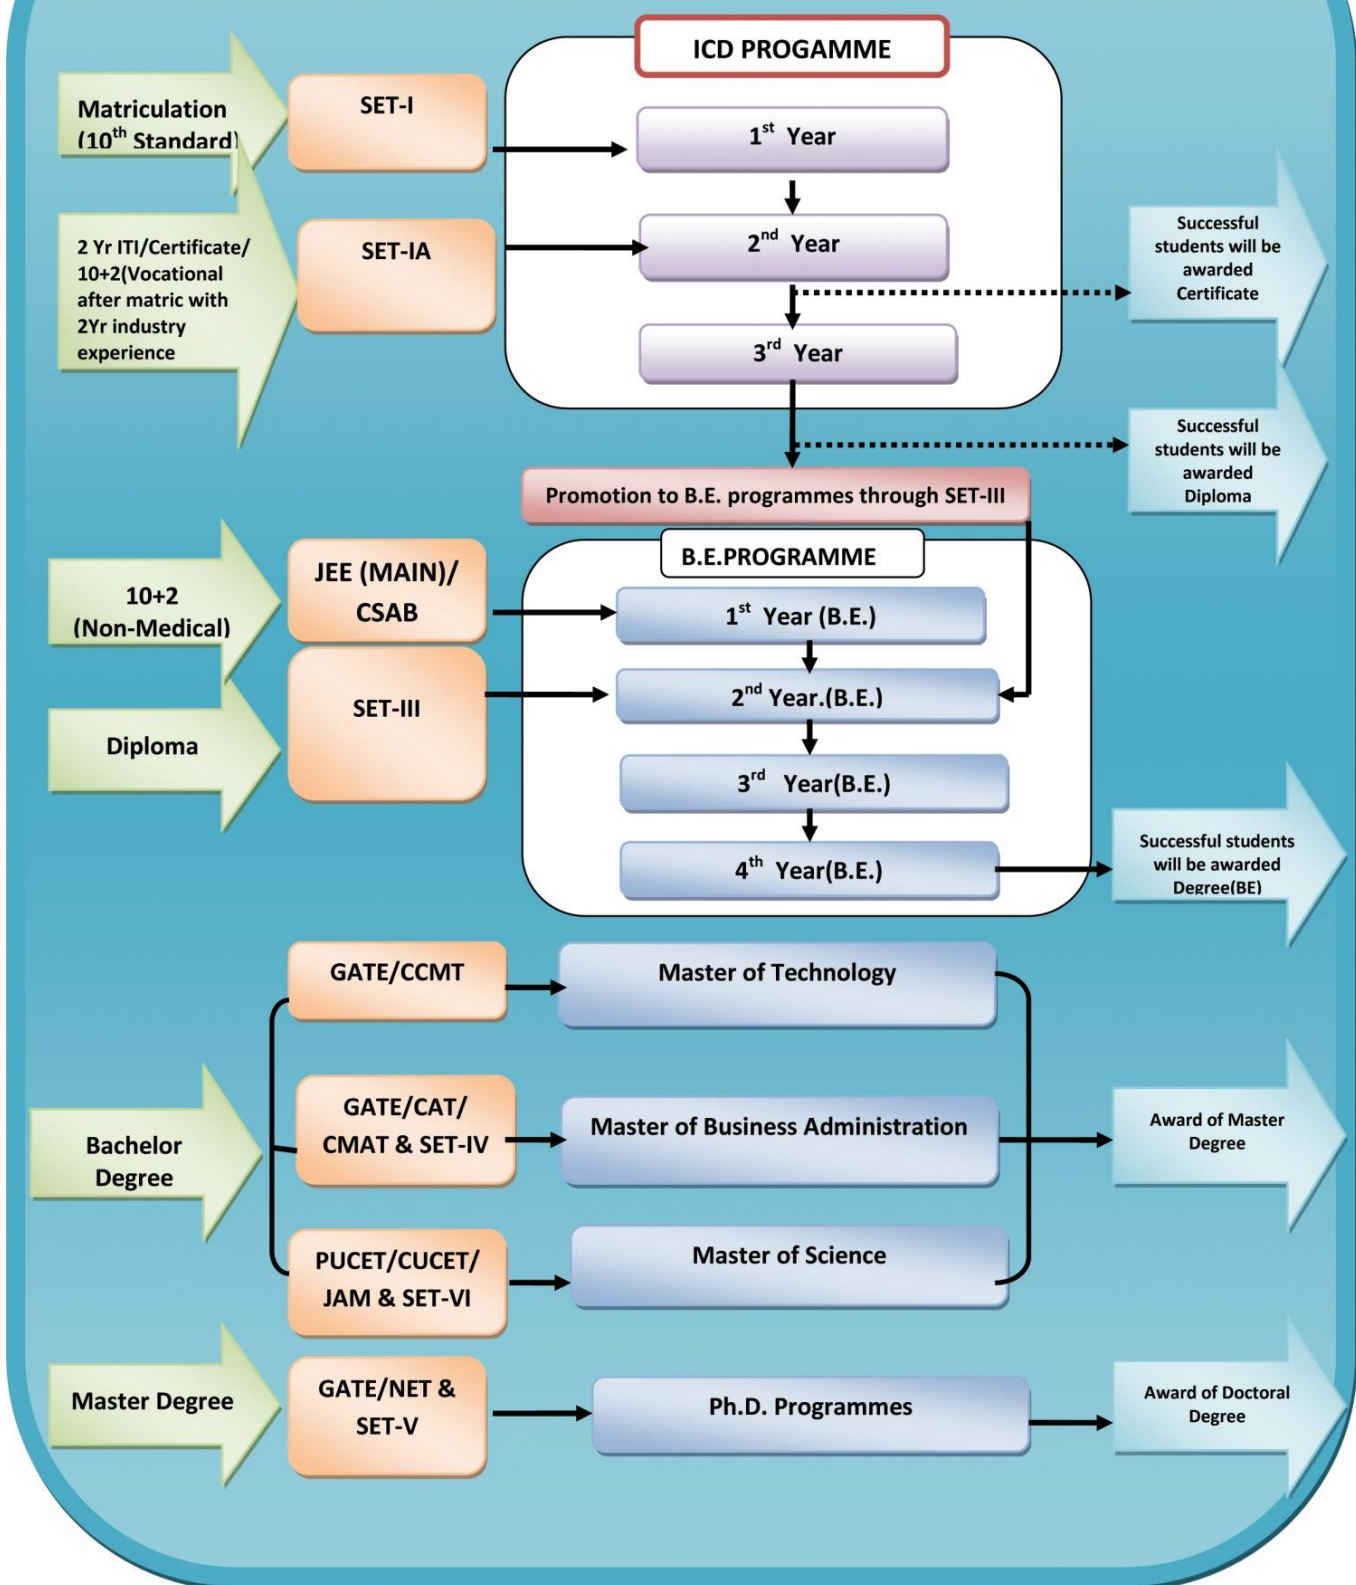 ICD PROGAMME
Matriculation
(10th Standard)
SET-I
1st Year
2 Yr ITI/Certificate/
10+2(Vocational
after matric with
2Yr industry
experience
SET-IA
2nd Year
Successful
students will be
awarded
Certificate
3rd Year
Successful
students will be
awarded
Diploma
Promotion to B.E. programmes through SET-III
B.E.PROGRAMME
10+2
(Non-Medical)
JEE (MAIN)/
CSAB
1st Year (B.E.)
Diploma
SET-III
2nd Year.(B.E.)
3rd Year(B.E.)
4th Year(B.E.)
Successful students
will be awarded
Degree(BE)
GATE/CCMT
Master of Technology
Bachelor
Degree
GATE/CAT/
CMAT & SET-IV
Master of Business Administration
Award of Master
Degree
PUCET/CUCET/
JAM & SET-VI
Master of Science
Master Degree
GATE/NET &
SET-V
Ph.D. Programmes
Award of Doctoral
Degree